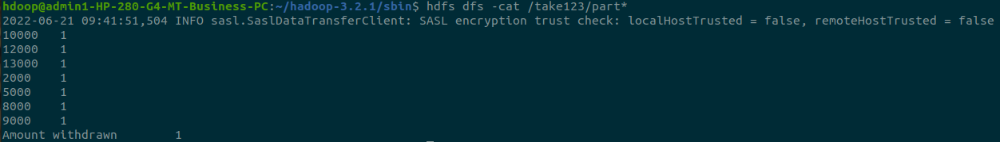 hdoop@admin1-HP-280-G4-MT-Business-PC:~/hadoop-3.2.1/sbin$ hdfs dfs -cat /take123/part*
2022-06-21 09:41:51,504 INFO sasl.SaslDataTransferClient: SASL encryption trust check: localHostTrusted = false, remoteHostTrusted = false
10000	1
12000	1
13000	1
2000	1
5000	1
8000	1
9000	1
Amount withdrawn	1